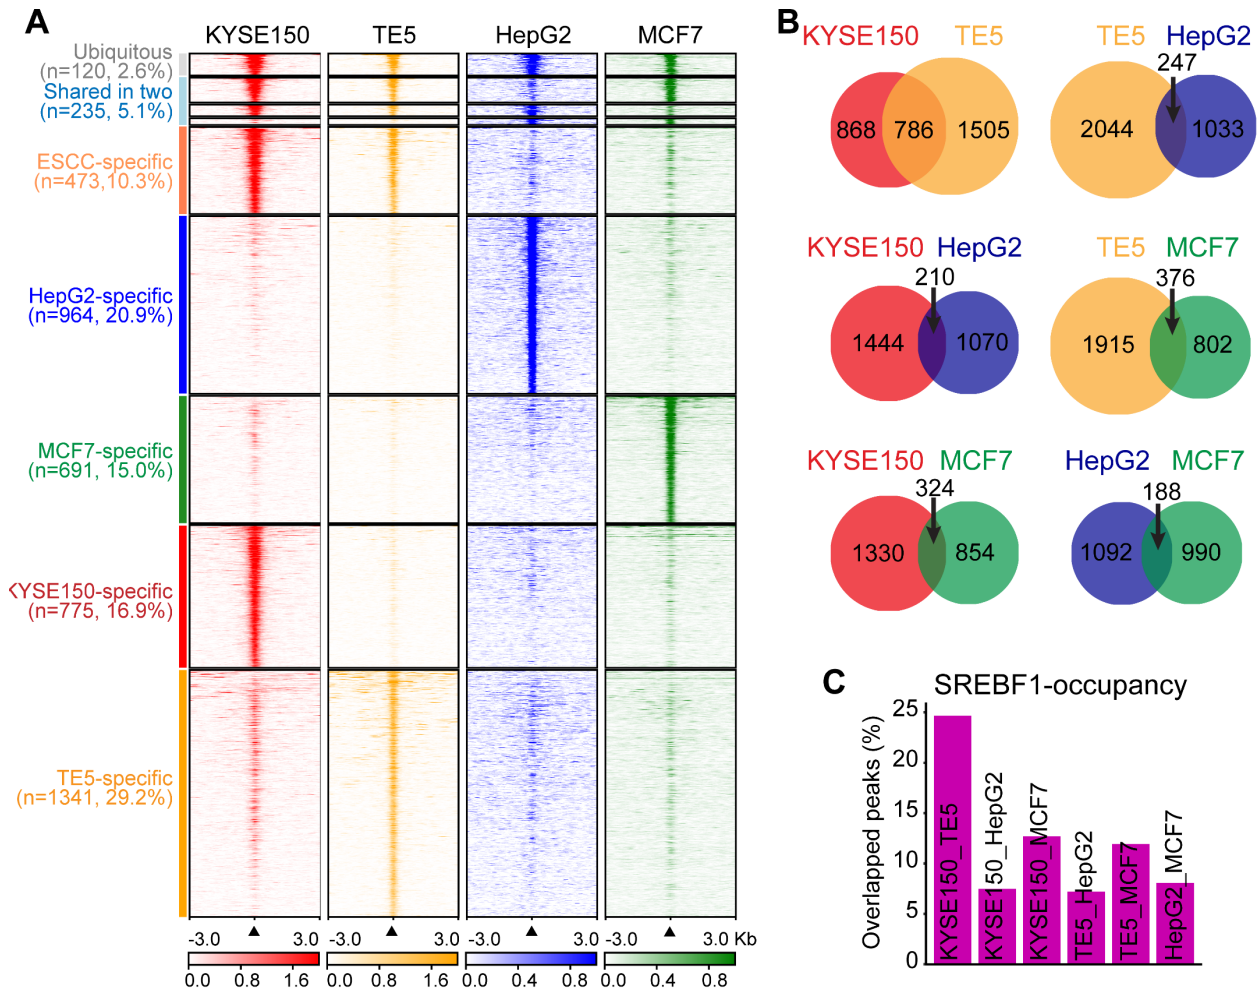 A
KYSE150 TE5 HepG2 MCF7
Ubiquitous
(n=120, 2.6%)
Shared in two
(n=235, 5.1%)
ESCC-specific
(n=473,10.3%)
HepG2-specific
(n=964, 20.9%)
MCF7-specific
(n=691, 15.0%)
KYSE150-specific
(n=775, 16.9%)
TE5-specific
(n=1341, 29.2%)
-3.0 3.0 -3.0 3.0 -3.0 3.0 -3.0 3.0 Kb
0.0 0.8 1.6 0.0 0.8 1.6 0.0 0.4 0.8 0.0 0.4 0.8
B
KYSE150 TE5
868 786 1505
TE5 HepG2
247
2044 1033
KYSE150 HepG2
210
1444 1070
TE5 MCF7
376
1915 802
KYSE150 MCF7
324
1330 854
HepG2 MCF7
188
1092 990
C
SREBF1-occupancy
Overlapped peaks (%)
25
20
15
10
5
0
KYSE150_TE5
KYSE150_HepG2
KYSE150_MCF7
TE5_HepG2
TE5_MCF7
HepG2_MCF7